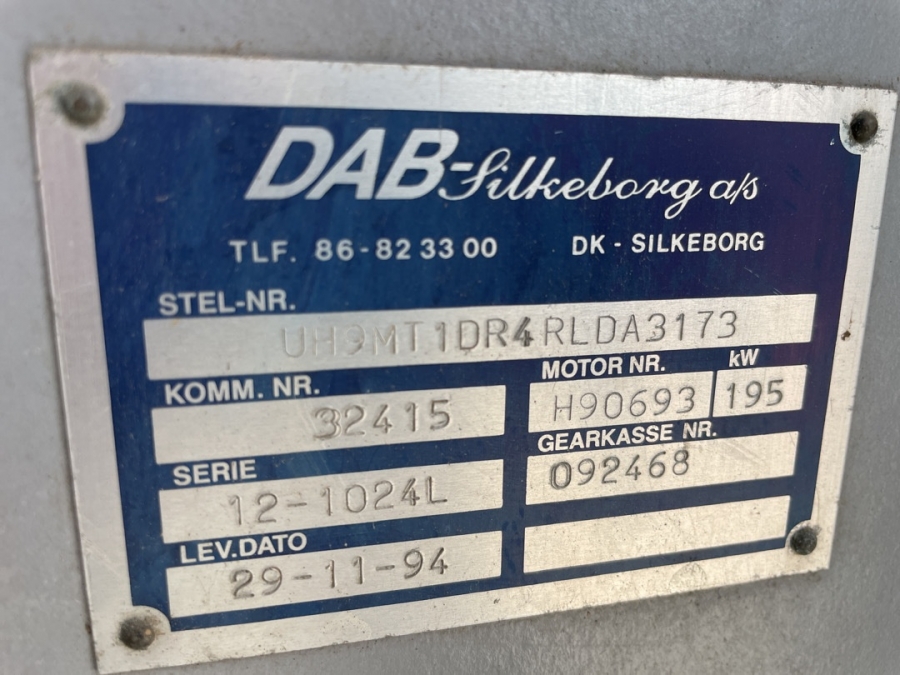 DAB-Silkeborg a/s
TLF. 86-82 33 00 DK - SILKEBORG
STEL-NR.
UH9MT1DR4RLDA3173
KOMM. NR. MOTOR NR. kW
32415 H90693 195
SERIE GEARKASSE NR.
12-1024L 092468
LEV.DATO
29-11-94